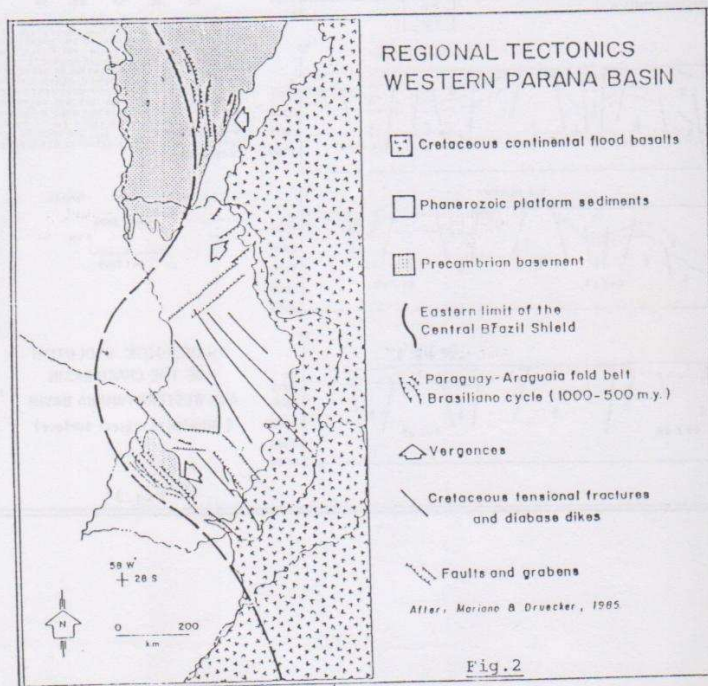 REGIONAL TECTONICS
WESTERN PARANA BASIN
Cretaceous continental flood basalts
Phanerozoic platform sediments
Precambrian basement
Eastern limit of the
Central Brazil Shield
Paraguay-Araguaia fold belt
Brasiliano cycle (1000-500 m.y.)
Vergences
Cretaceous tensional fractures
and diabase dikes
Faults and grabens
After, Mariano & Druecker, 1985
58 W
28 S
N
0 200
km
Fig.2